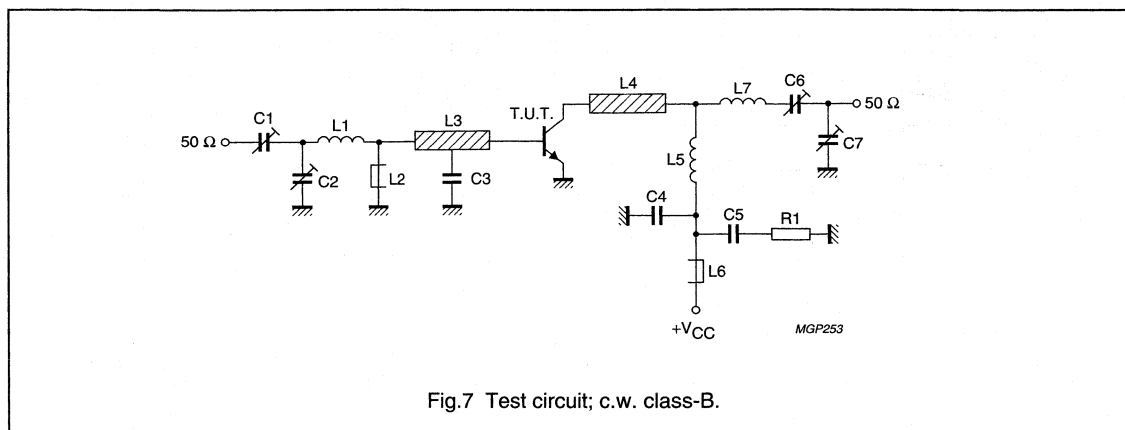 L4
L7
C6
50 Ω
T.U.T.
C1
L1
L3
50 Ω
C7
L5
C2
L2
C3
C4
C5
R1
L6
+VCC
MGP253
Fig.7 Test circuit; c.w. class-B.